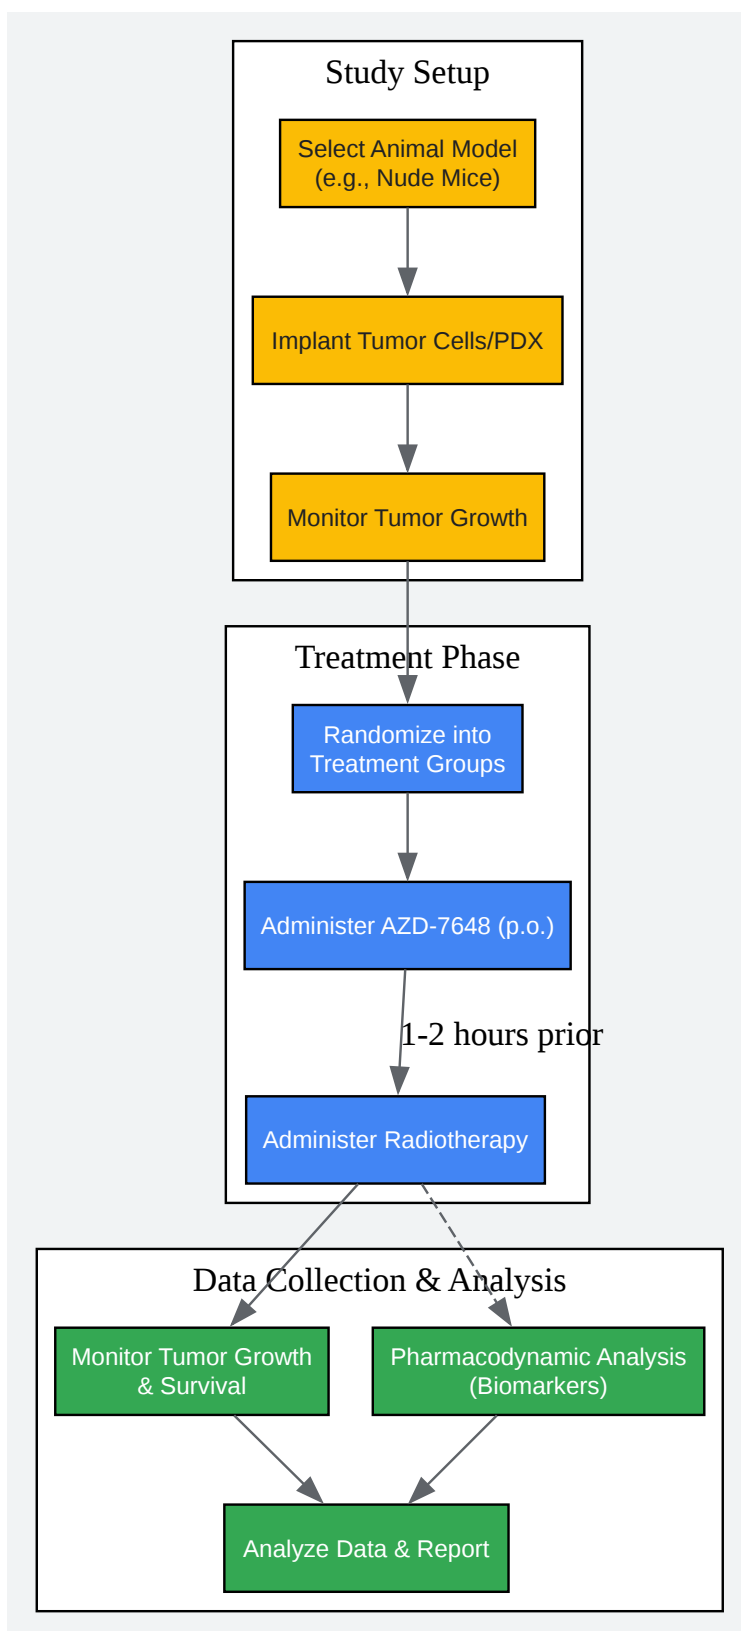 Study Setup
Select Animal Model
(e.g., Nude Mice)
Implant Tumor Cells/PDX
Monitor Tumor Growth
Treatment Phase
Randomize into
Treatment Groups
Administer AZD-7648 (p.o.)
1-2 hours prior
Administer Radiotherapy
Data Collection & Analysis
Monitor Tumor Growth
& Survival
Pharmacodynamic Analysis
(Biomarkers)
Analyze Data & Report